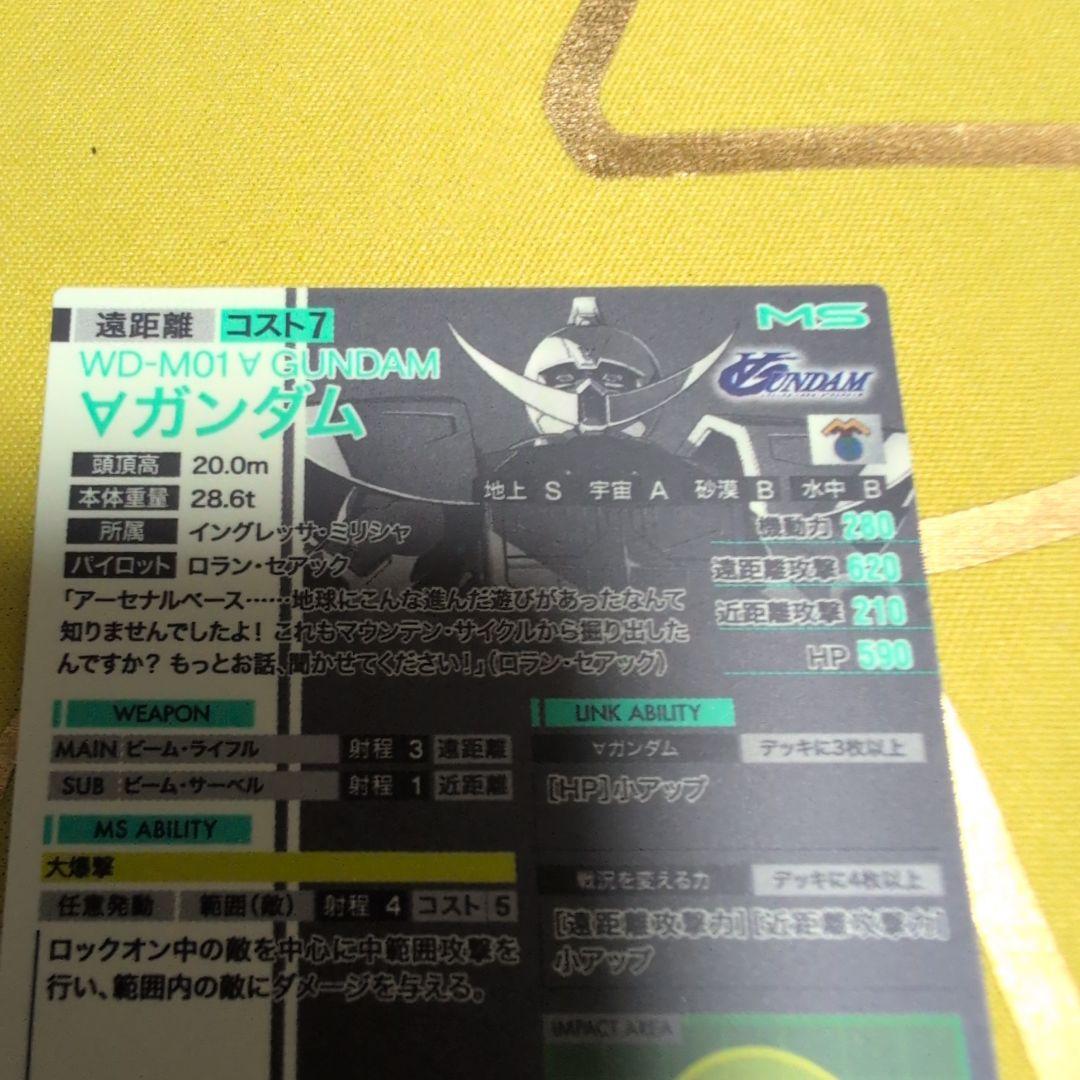 遠距離 コスト7
MS
WD-M01 ∀ GUNDAM
∀ガンダム
∀GUNDAM
頭頂高 20.0m
本体重量 28.6t
所属 イングレッサ・ミリシャ
パイロット ロラン・セアック
地上 S 宇宙 A 砂漠 B 水中 B
機動力 280
遠距離攻撃 620
近距離攻撃 210
HP 590
「アーセナルベース……地球にこんな進んだ遊びがあったなんて
知りませんでしたよ! これもマウンテン・サイクルから掘り出した
んですか? もっとお話、聞かせてください!」(ロラン・セアック)
WEAPON
MAIN ビーム・ライフル 射程 3 遠距離
SUB ビーム・サーベル 射程 1 近距離
MS ABILITY
大爆撃
任意発動 範囲(敵) 射程 4 コスト 5
ロックオン中の敵を中心に中範囲攻撃を
行い、範囲内の敵にダメージを与える。
LINK ABILITY
∀ガンダム デッキに3枚以上
[HP]小アップ
戦況を変える力 デッキに4枚以上
[遠距離攻撃力][近距離攻撃力]
小アップ
IMPACT AREA